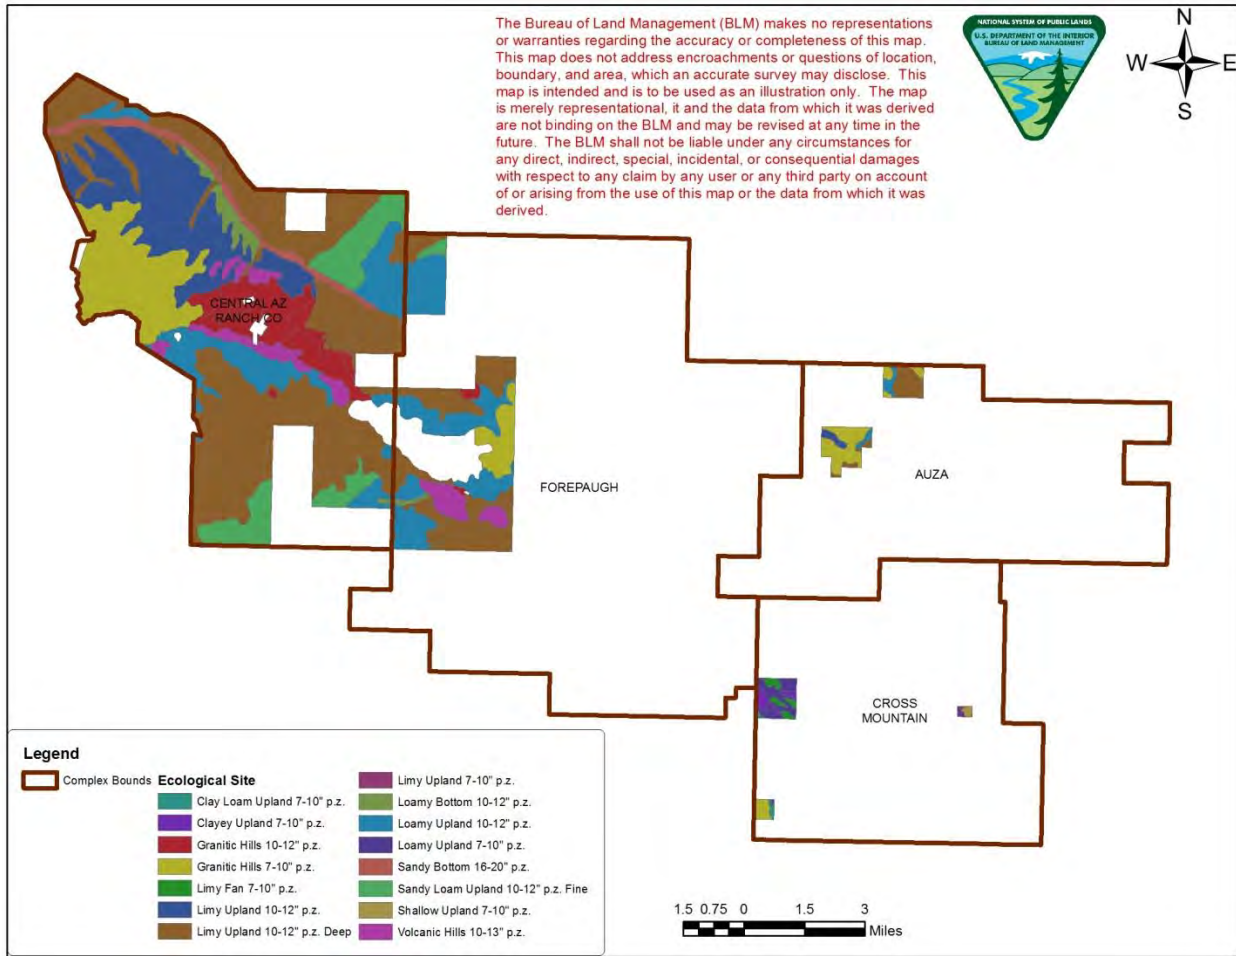 The Bureau of Land Management (BLM) makes no representations
or warranties regarding the accuracy or completeness of this map.
This map does not address encroachments or questions of location,
boundary, and area, which an accurate survey may disclose. This
map is intended and is to be used as an illustration only. The map
is merely representational, it and the data from which it was derived
are not binding on the BLM and may be revised at any time in the
future. The BLM shall not be liable under any circumstances for
any direct, indirect, special, incidental, or consequential damages
with respect to any claim by any user or any third party on account
of or arising from the use of this map or the data from which it was
derived.
NATIONAL SYSTEM OF PUBLIC LANDS
U.S. DEPARTMENT OF THE INTERIOR
BUREAU OF LAND MANAGEMENT
N
W E
S
CENTRAL AZ
RANCH CO
FOREPAUGH
AUZA
CROSS
MOUNTAIN
Legend
Complex Bounds
Ecological Site
Clay Loam Upland 7-10" p.z.
Clayey Upland 7-10" p.z.
Granitic Hills 10-12" p.z.
Granitic Hills 7-10" p.z.
Limy Fan 7-10" p.z.
Limy Upland 10-12" p.z.
Limy Upland 10-12" p.z. Deep
Limy Upland 7-10" p.z.
Loamy Bottom 10-12" p.z.
Loamy Upland 10-12" p.z.
Loamy Upland 7-10" p.z.
Sandy Bottom 16-20" p.z.
Sandy Loam Upland 10-12" p.z. Fine
Shallow Upland 7-10" p.z.
Volcanic Hills 10-13" p.z.
1.5 0.75 0 1.5 3
Miles